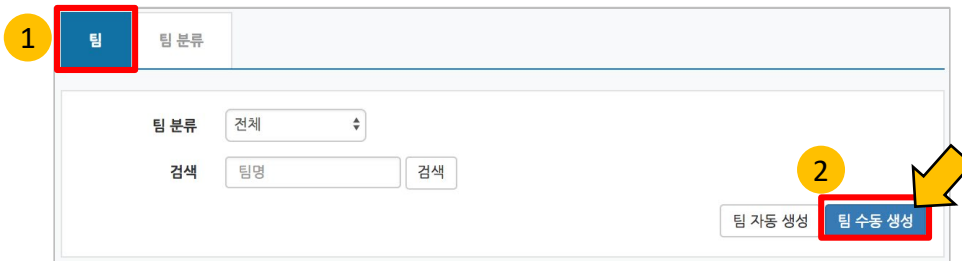 1 팀 팀 분류
팀 분류 전체
검색 팀명 검색
2
팀 자동 생성 팀 수동 생성